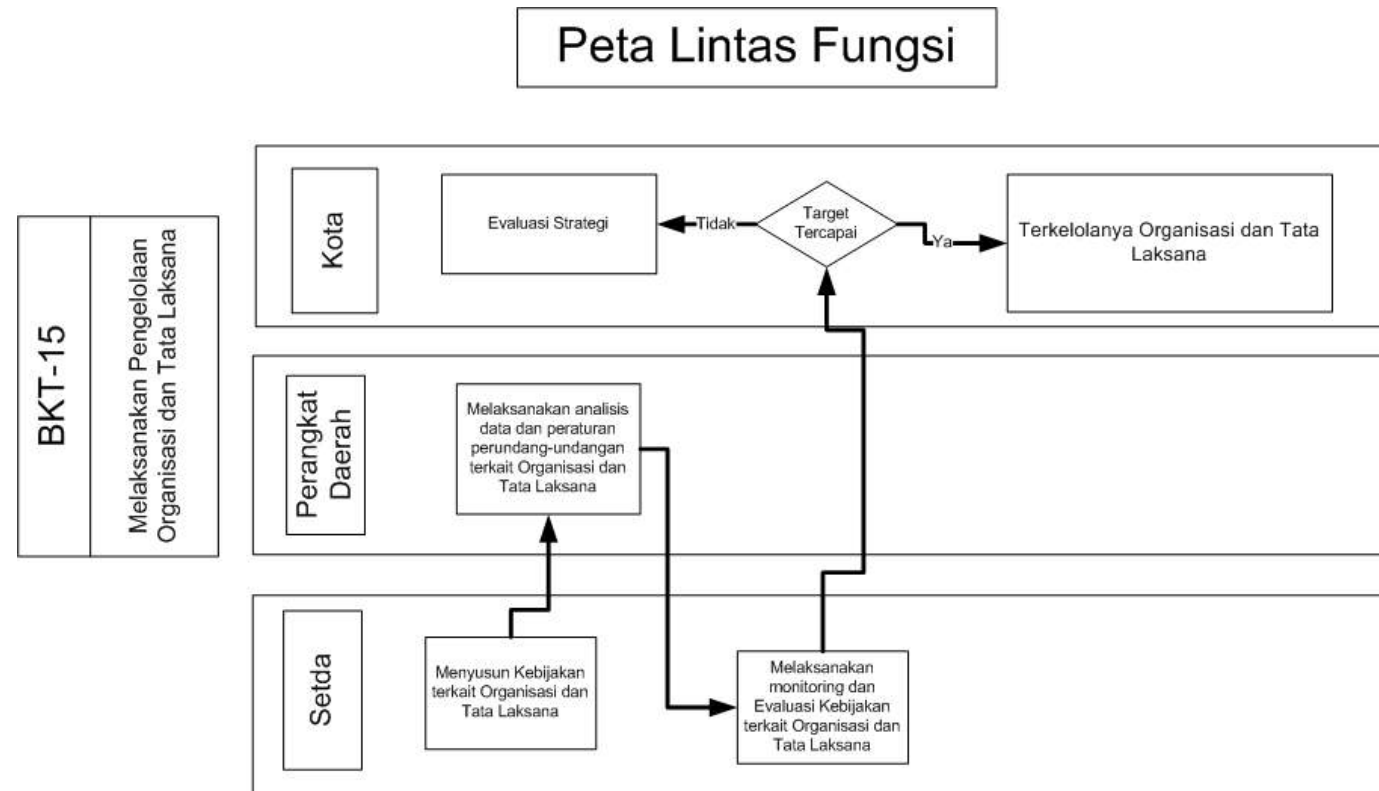 Peta Lintas Fungsi
BKT-15
Melaksanakan Pengelolaan
Organisasi dan Tata Laksana
Kota
Evaluasi Strategi
Tidak
Target
Tercapai
Ya
Terkelolanya Organisasi dan Tata
Laksana
Perangkat
Daerah
Melaksanakan analisis
data dan peraturan
perundang-undangan
terkait Organisasi dan
Tata Laksana
Setda
Menyusun Kebijakan
terkait Organisasi dan
Tata Laksana
Melaksanakan
monitoring dan
Evaluasi Kebijakan
terkait Organisasi dan
Tata Laksana